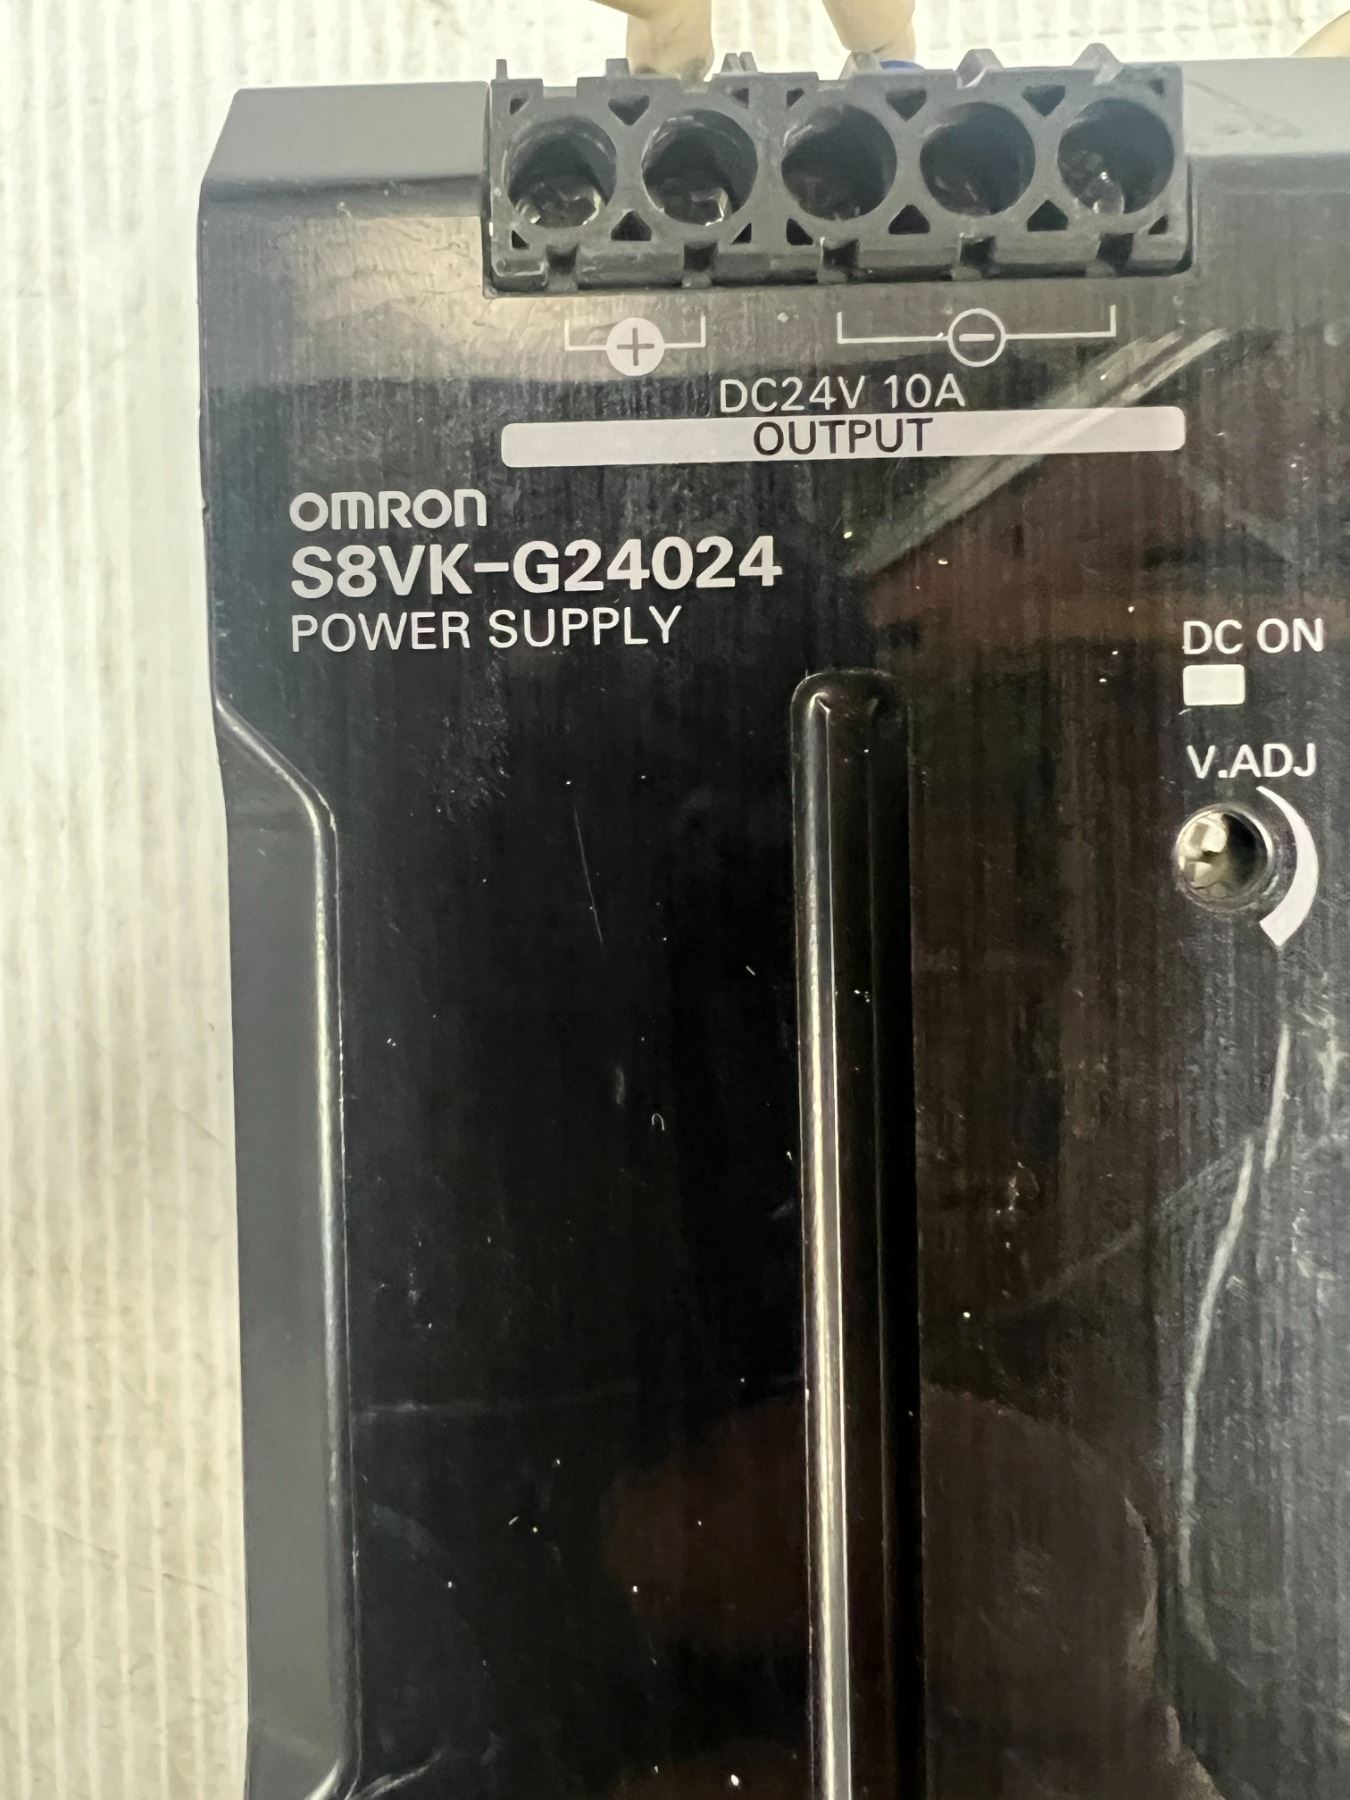 + −
DC24V 10A
OUTPUT
omron
S8VK-G24024
POWER SUPPLY
DC ON
V.ADJ